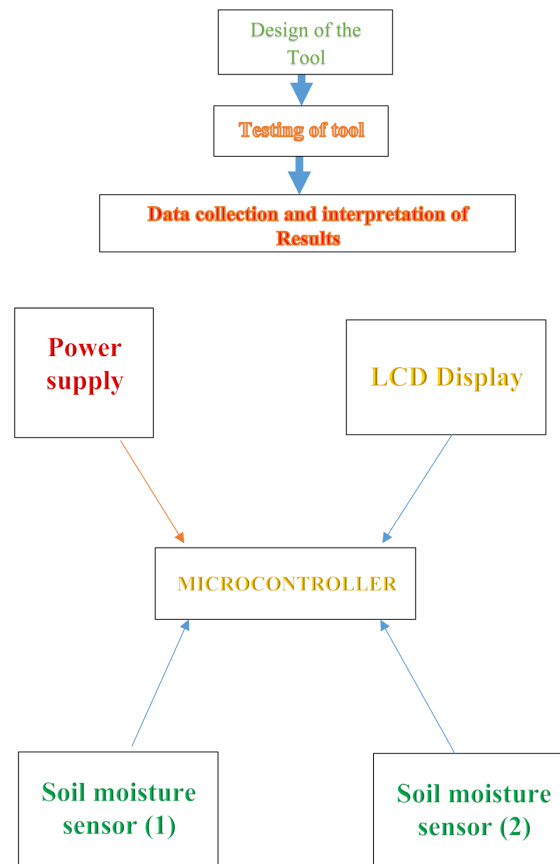 Design of the
Tool
Testing of tool
Data collection and interpretation of
Results
Power
supply
LCD Display
MICROCONTROLLER
Soil moisture
sensor (1)
Soil moisture
sensor (2)